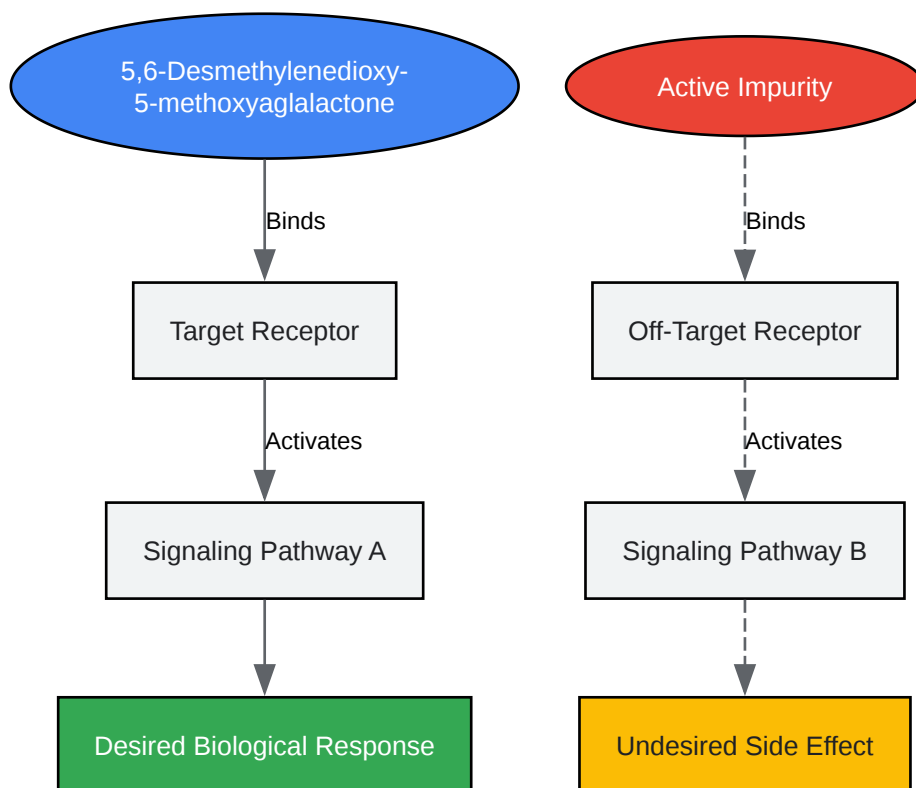 5,6-Desmethylenedioxy-
5-methoxyaglalactone
Active Impurity
Binds
Binds
Target Receptor
Off-Target Receptor
Activates
Activates
Signaling Pathway A
Signaling Pathway B
Desired Biological Response
Undesired Side Effect